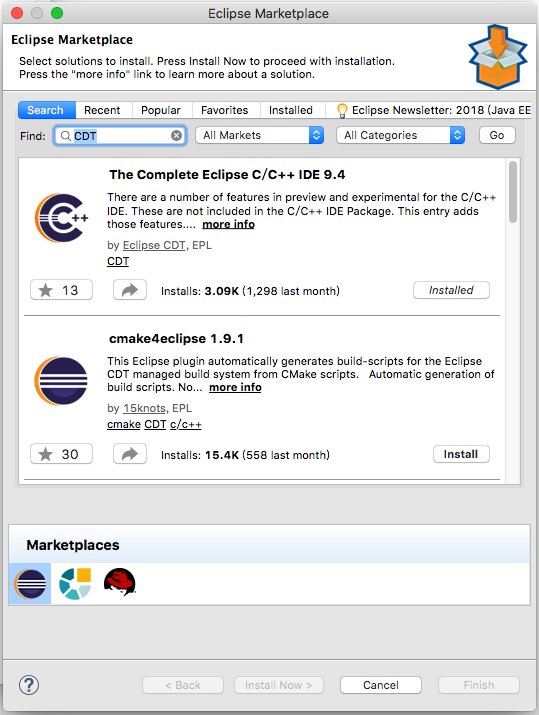 Eclipse Marketplace
Eclipse Marketplace
Select solutions to install. Press Install Now to proceed with installation.
Press the "more info" link to learn more about a solution.
Search Recent Popular Favorites Installed Eclipse Newsletter: 2018 (Java EE
Find: CDT All Markets All Categories Go
The Complete Eclipse C/C++ IDE 9.4
There are a number of features in preview and experimental for the C/C++
IDE. These are not included in the C/C++ IDE Package. This entry adds
those features.... more info
by Eclipse CDT, EPL
CDT
13 Installs: 3.09K (1,298 last month) Installed
cmake4eclipse 1.9.1
This Eclipse plugin automatically generates build-scripts for the Eclipse
CDT managed build system from CMake scripts. Automatic generation of
build scripts. No... more info
by 15knots, EPL
cmake CDT c/c++
30 Installs: 15.4K (558 last month) Install
Marketplaces
? < Back Install Now > Cancel Finish